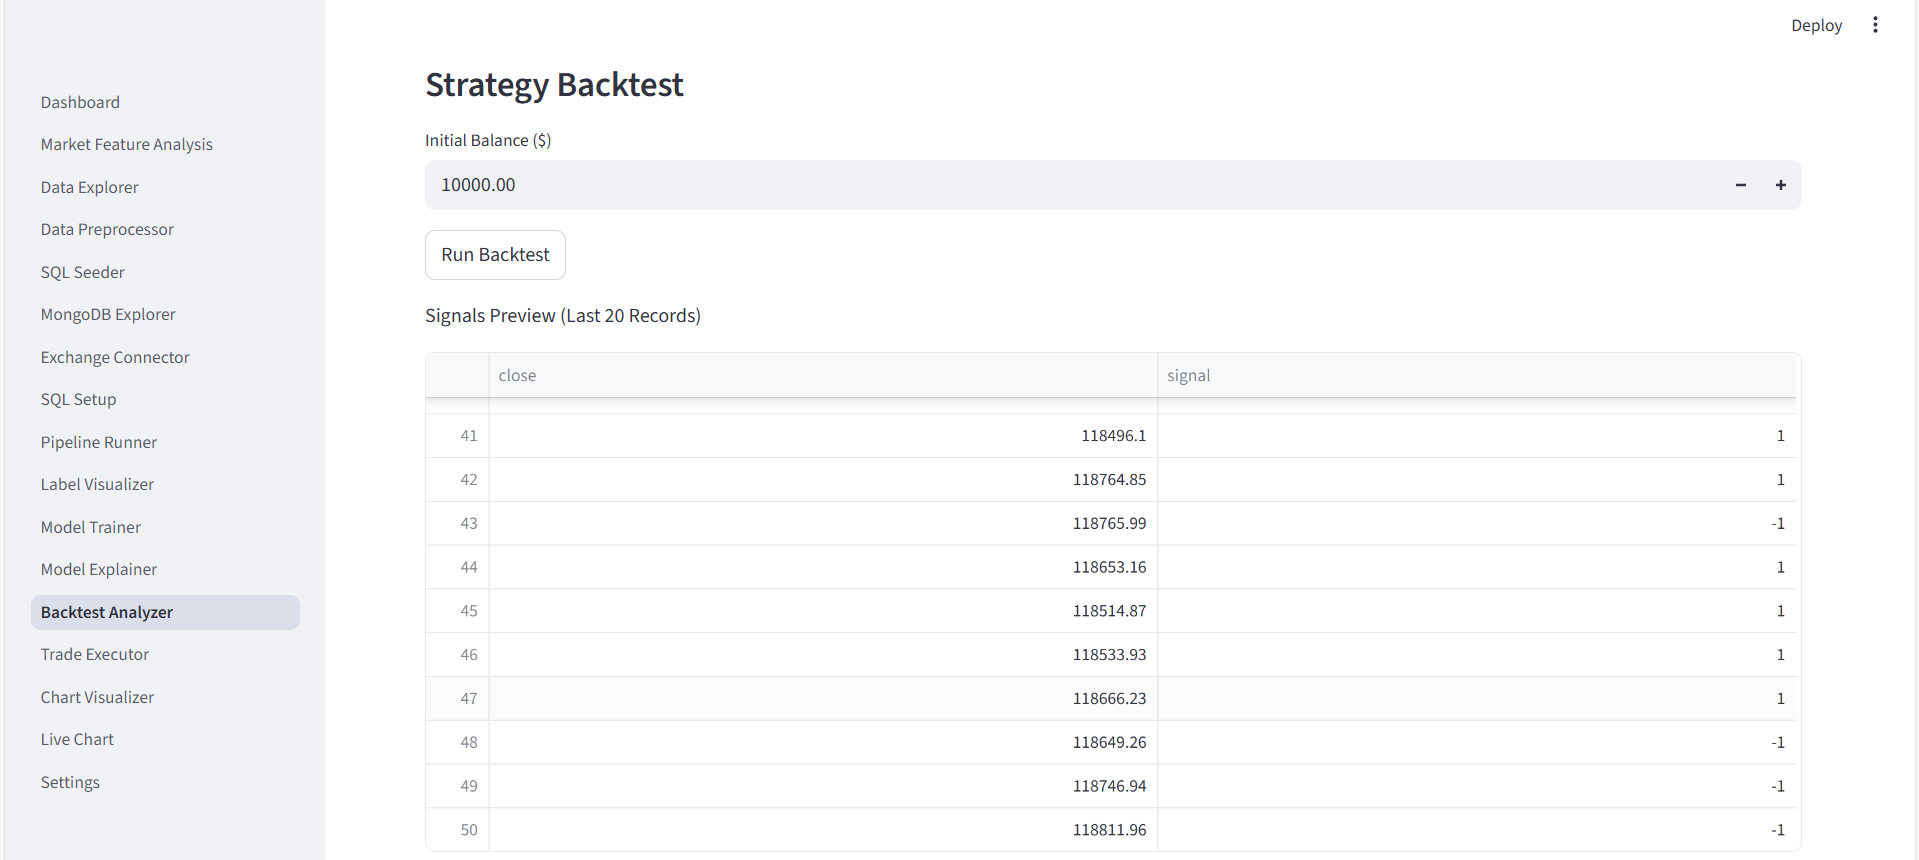 Deploy
Dashboard
Market Feature Analysis
Data Explorer
Data Preprocessor
SQL Seeder
MongoDB Explorer
Exchange Connector
SQL Setup
Pipeline Runner
Label Visualizer
Model Trainer
Model Explainer
Backtest Analyzer
Trade Executor
Chart Visualizer
Live Chart
Settings
Strategy Backtest
Initial Balance ($)
10000.00 − +
Run Backtest
Signals Preview (Last 20 Records)
close signal
41 118496.1 1
42 118764.85 1
43 118765.99 -1
44 118653.16 1
45 118514.87 1
46 118533.93 1
47 118666.23 1
48 118649.26 -1
49 118746.94 -1
50 118811.96 -1